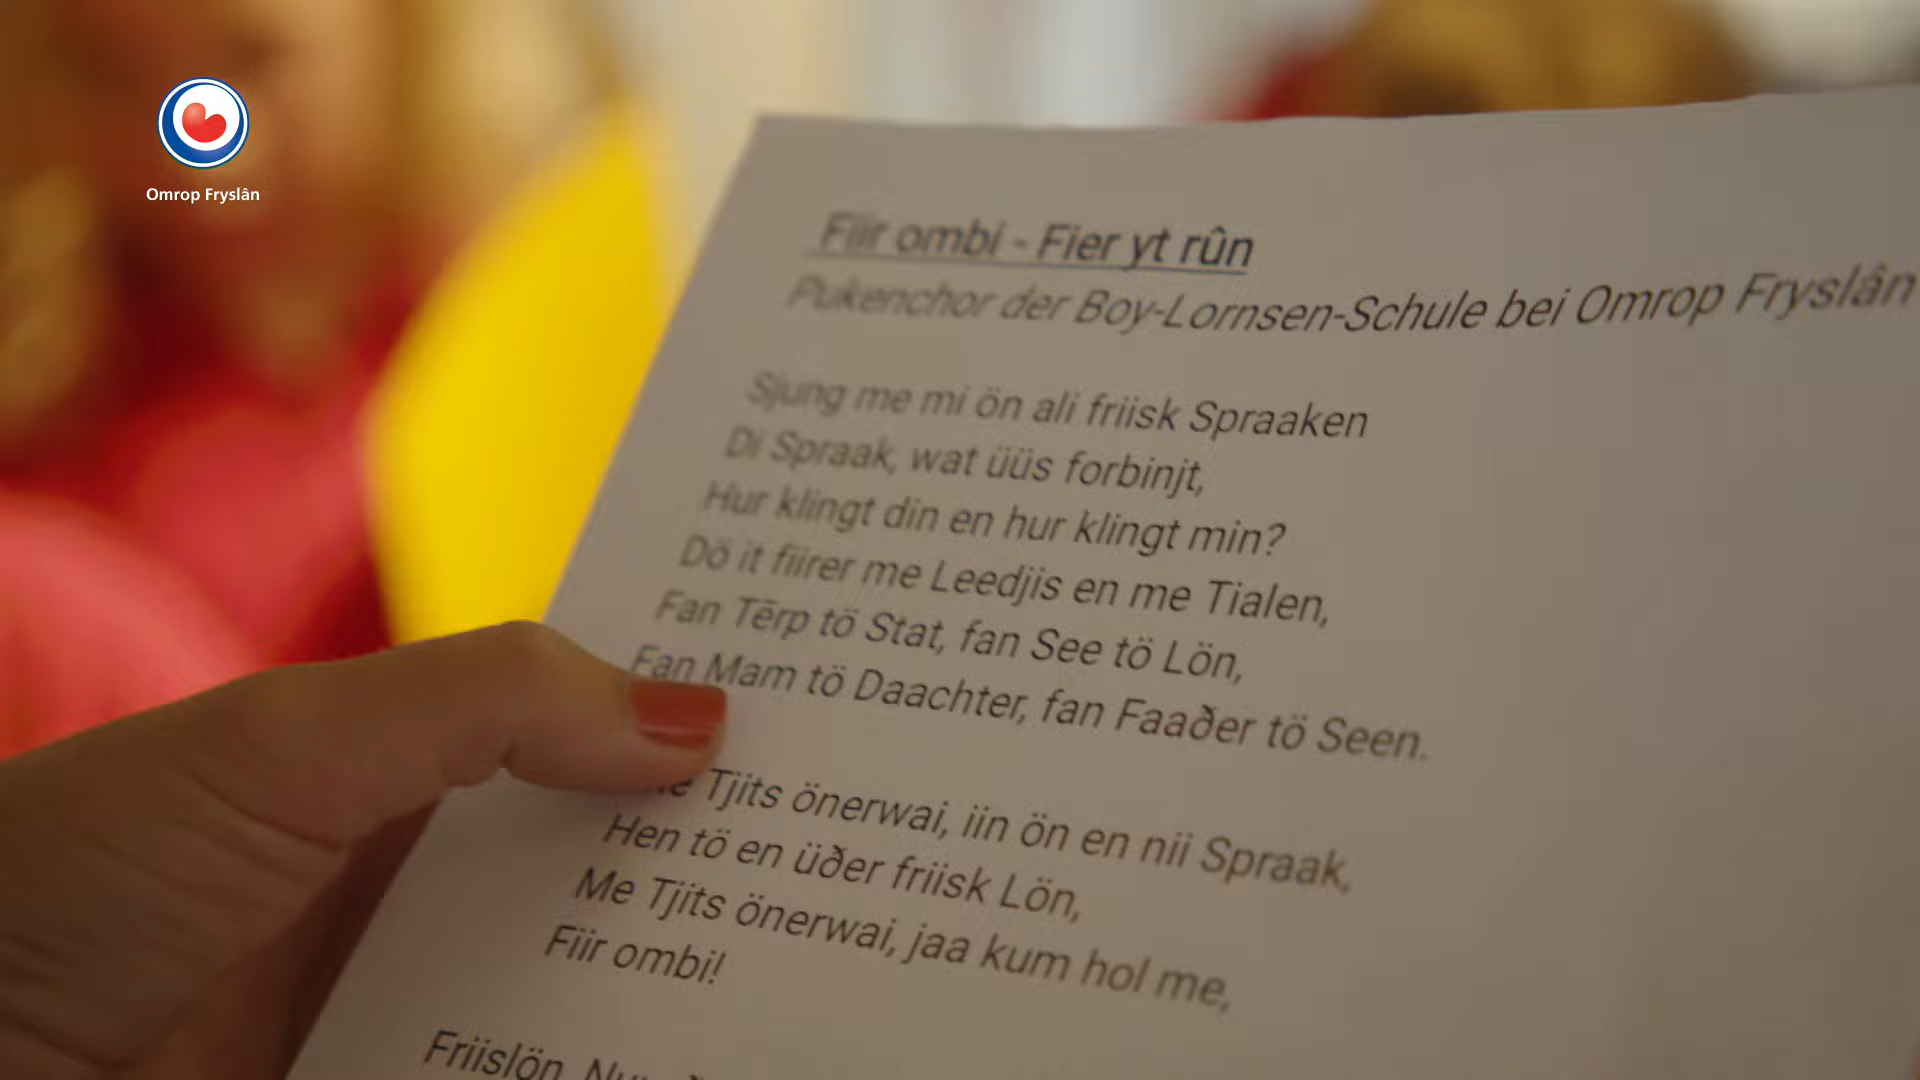 Omrop Fryslân
Fiir ombi - Fier yt rûn
Pukenchor der Boy-Lornsen-Schule bei Omrop Fryslân
Sjung me mi ön ali friisk Spraaken
Di Spraak, wat üüs forbinjt,
Hur klingt din en hur klingt min?
Dö it fiirer me Leedjis en me Tialen,
Fan Têrp tö Stat, fan See tö Lön,
Fan Mam tö Daachter, fan Faaðer tö Seen.
Tjits önerwai, iin ön en nii Spraak,
Hen tö en üðer friisk Lön,
Me Tjits önerwai, jaa kum hol me,
Fiir ombi!
Friislön,